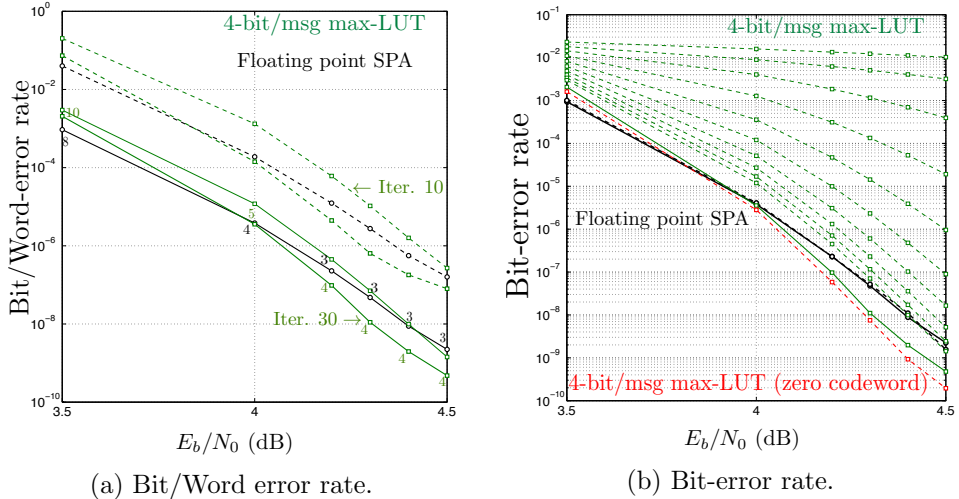 4-bit/msg max-LUT
Floating point SPA
Bit/Word-error rate
10^0
10^-2
10^-4
10^-6
10^-8
10^-10
10
8
5
4
3
4
3
4
3
4
3
4
← Iter. 10
Iter. 30 →
3.5 4 4.5
E_b/N_0 (dB)
(a) Bit/Word error rate.
4-bit/msg max-LUT
Floating point SPA
4-bit/msg max-LUT (zero codeword)
Bit-error rate
10^-1
10^-2
10^-3
10^-4
10^-5
10^-6
10^-7
10^-8
10^-9
10^-10
3.5 4 4.5
E_b/N_0 (dB)
(b) Bit-error rate.